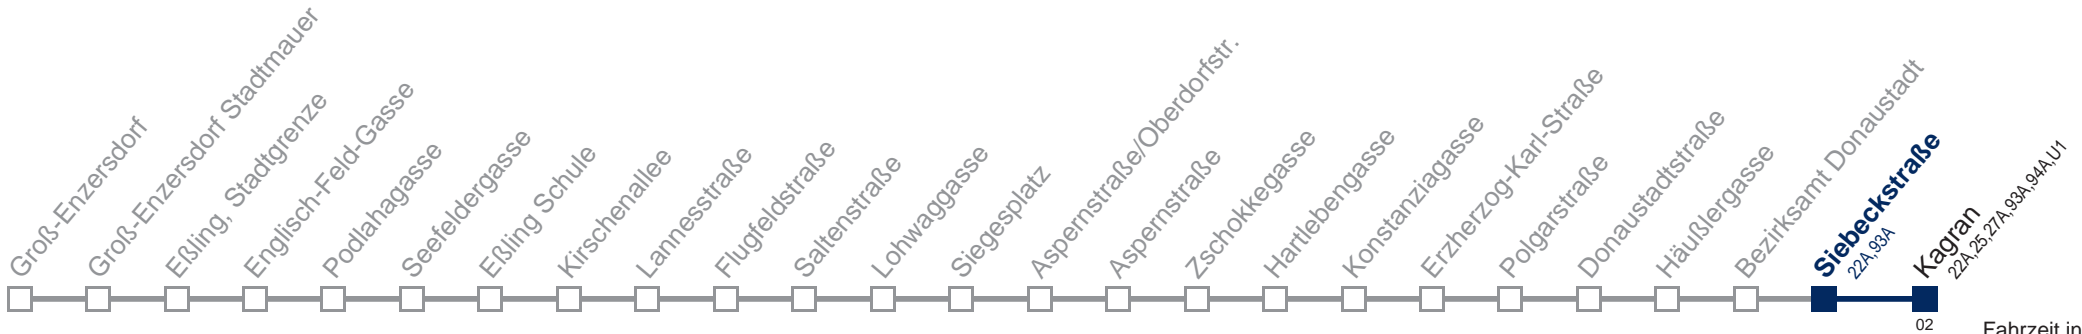 Groß-Enzersdorf
Groß-Enzersdorf Stadtmauer
Eßling, Stadtgrenze
Englisch-Feld-Gasse
Podlahagasse
Seefeldergasse
Eßling Schule
Kirschenallee
Lannesstraße
Flugfeldstraße
Saltenstraße
Lohwaggasse
Siegesplatz
Aspernstraße/Oberdorfstr.
Aspernstraße
Zschokkegasse
Hartlebengasse
Konstanziagasse
Erzherzog-Karl-Straße
Polgarstraße
Donaustadtstraße
Häußlergasse
Bezirksamt Donaustadt
Siebeckstraße
22A,93A
Kagran
22A,25,27A,93A,94A,U1
02
Fahrzeit in